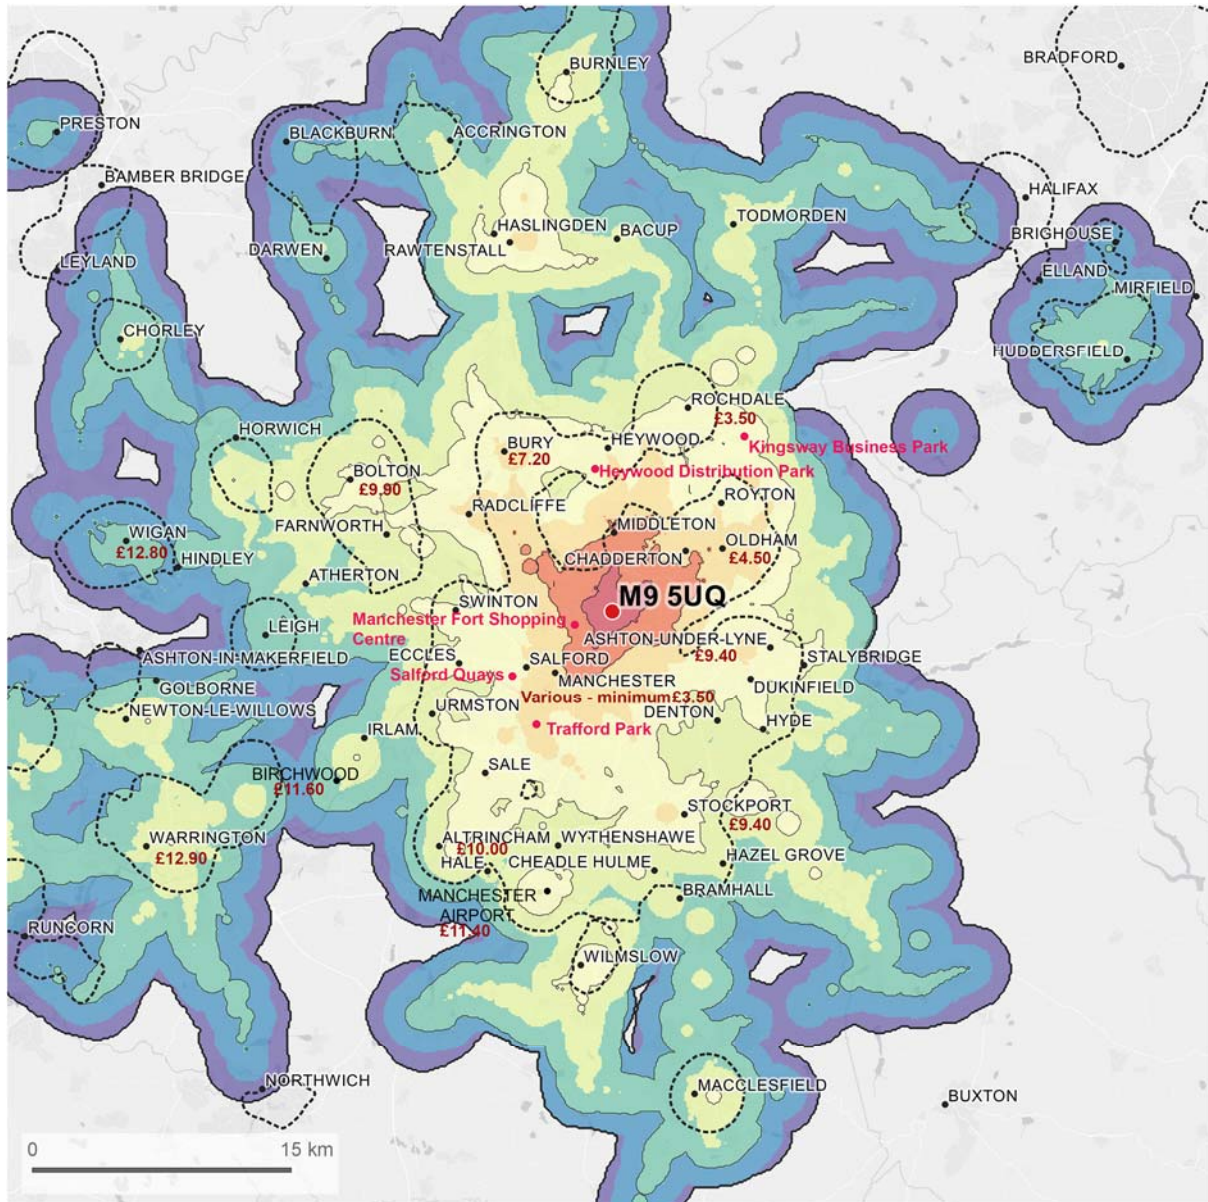 BURNLEY
BRADFORD
PRESTON
BLACKBURN
ACCRINGTON
BAMBER BRIDGE
HALIFAX
TODMORDEN
HASLINGDEN
BACUP
BRIGHOUSE
DARWEN
RAWTENSTALL
LEYLAND
ELLAND
MIRFIELD
CHORLEY
HUDDERSFIELD
ROCHDALE
£3.50
HORWICH
BURY
£7.20
HEYWOOD
Kingsway Business Park
BOLTON
£9.90
Heywood Distribution Park
RADCLIFFE
ROYTON
FARNWORTH
MIDDLETON
WIGAN
£12.80
OLDHAM
£4.50
HINDLEY
CHADDERTON
ATHERTON
M9 5UQ
SWINTON
Manchester Fort Shopping
Centre
LEIGH
ASHTON-UNDER-LYNE
£9.40
ASHTON-IN-MAKERFIELD
ECCLES
SALFORD
STALYBRIDGE
Salford Quays
MANCHESTER
GOLBORNE
DUKINFIELD
Various - minimum£3.50
NEWTON-LE-WILLOWS
URMSTON
DENTON
HYDE
IRLAM
Trafford Park
BIRCHWOOD
£11.60
SALE
STOCKPORT
£9.40
WARRINGTON
£12.90
ALTRINCHAM
£10.00
WYTHENSHAWE
HALE
CHEADLE HULME
HAZEL GROVE
MANCHESTER
AIRPORT
£11.40
BRAMHALL
RUNCORN
WILMSLOW
NORTHWICH
MACCLESFIELD
BUXTON
0 15 km